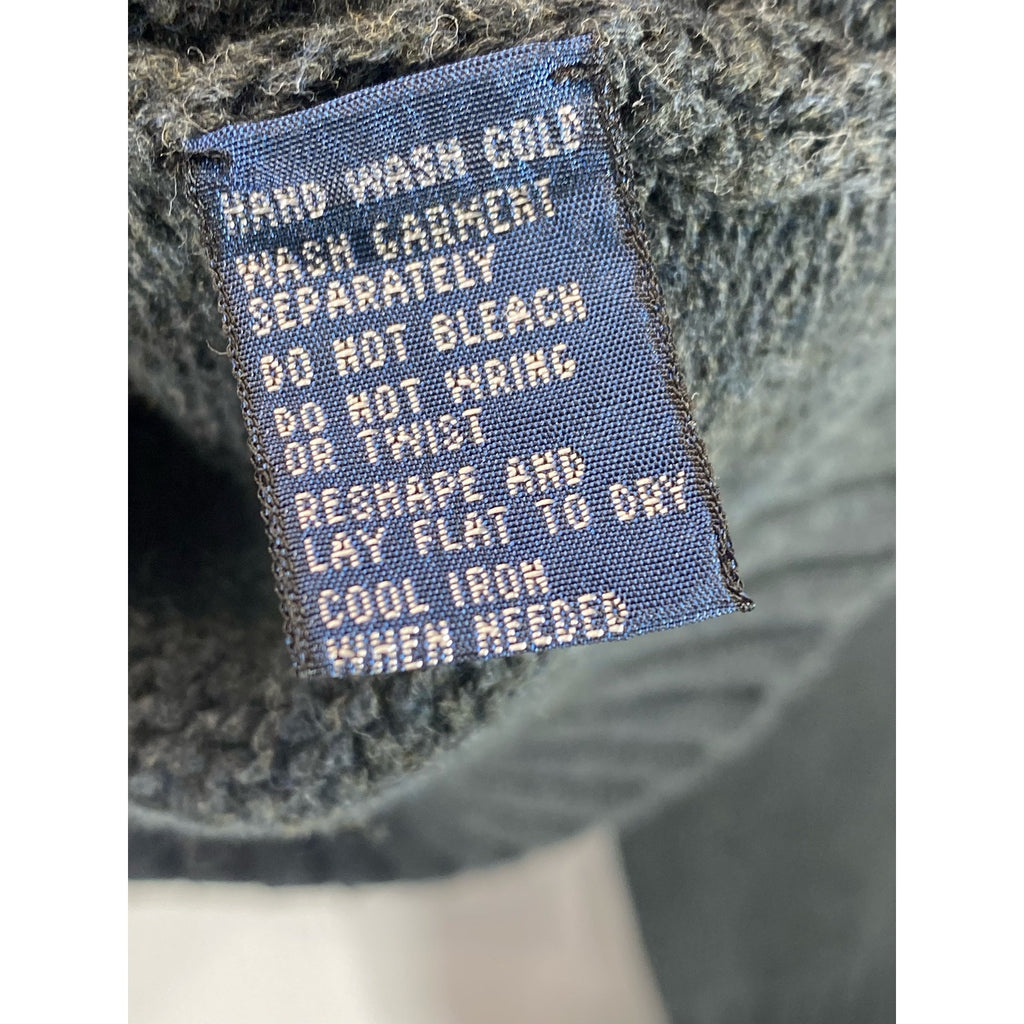 HAND WASH COLD
WASH GARMENT
SEPARATELY
DO NOT BLEACH
DO NOT WRING
OR TWIST
RESHAPE AND
LAY FLAT TO DRY
COOL IRON
WHEN NEEDED